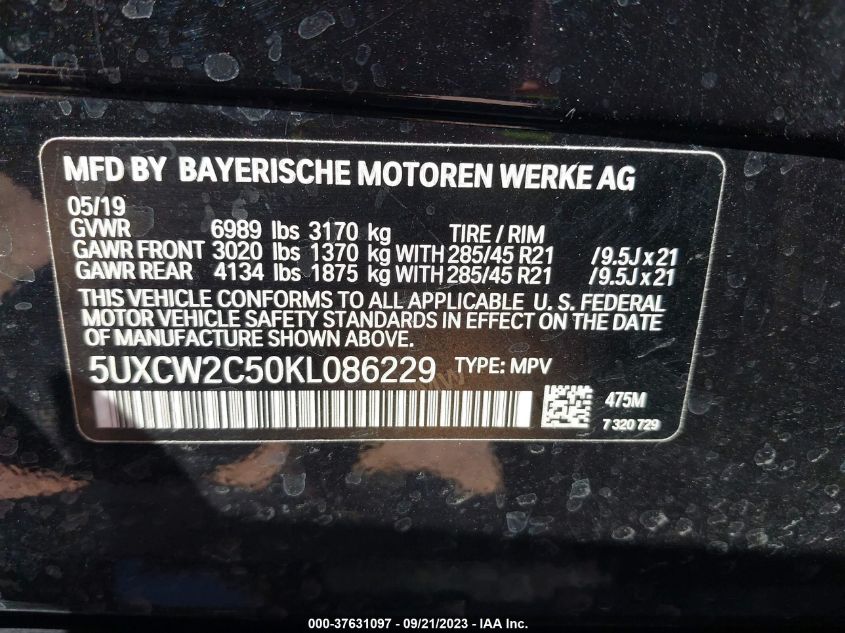 MFD BY BAYERISCHE MOTOREN WERKE AG
05/19
GVWR 6989 lbs 3170 kg TIRE / RIM
GAWR FRONT 3020 lbs 1370 kg WITH 285/45 R21 /9.5J x 21
GAWR REAR 4134 lbs 1875 kg WITH 285/45 R21 /9.5J x 21
THIS VEHICLE CONFORMS TO ALL APPLICABLE U. S. FEDERAL
MOTOR VEHICLE SAFETY STANDARDS IN EFFECT ON THE DATE
OF MANUFACTURE SHOWN ABOVE.
5UXCW2C50KL086229 TYPE: MPV
475M
7 320 729
000-37631097 - 09/21/2023 - IAA Inc.